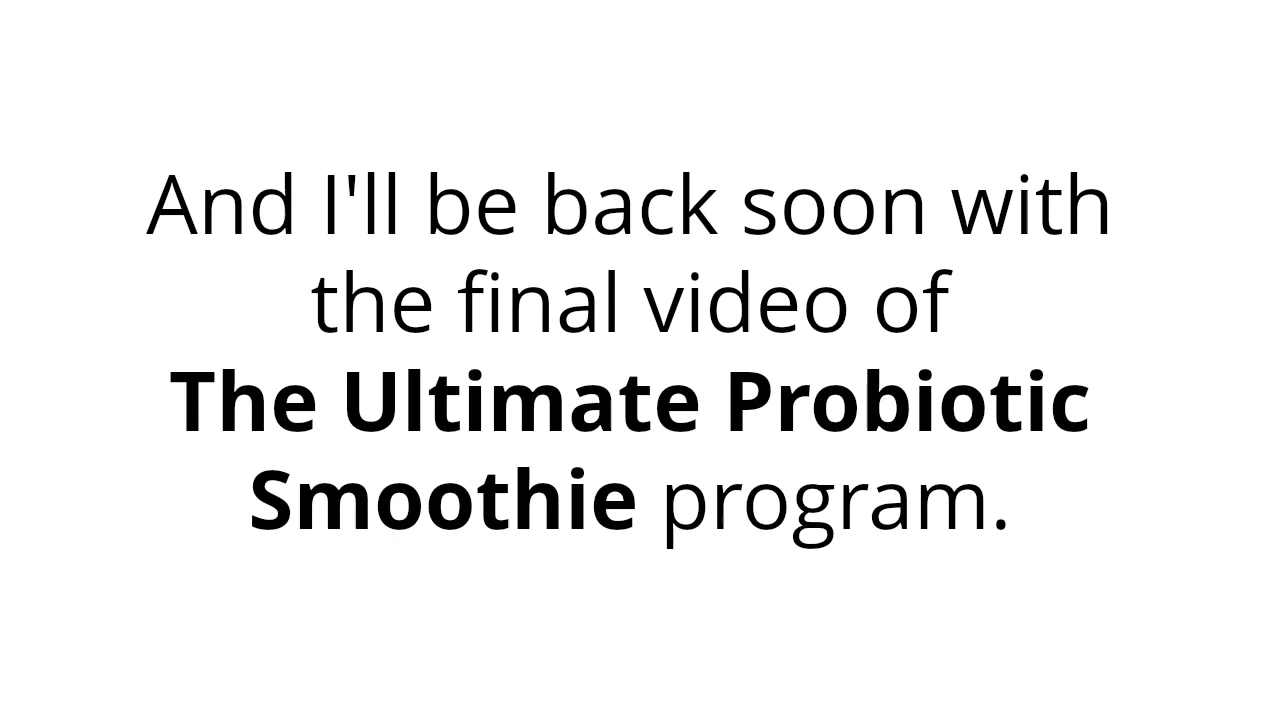 And I'll be back soon with
the final video of
The Ultimate Probiotic
Smoothie program.